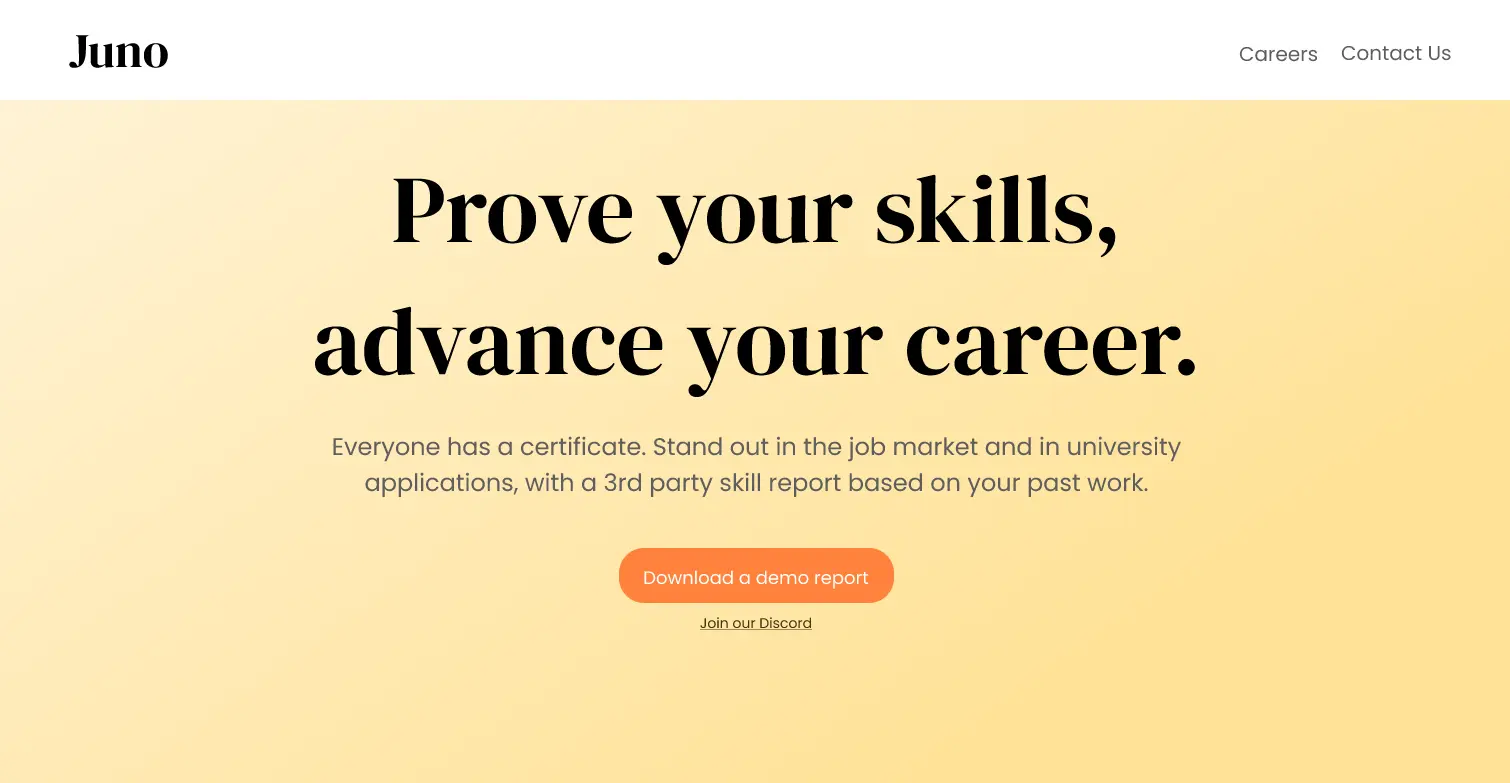 Juno
Careers
Contact Us
Prove your skills,
advance your career.
Everyone has a certificate. Stand out in the job market and in university
applications, with a 3rd party skill report based on your past work.
Download a demo report
Join our Discord